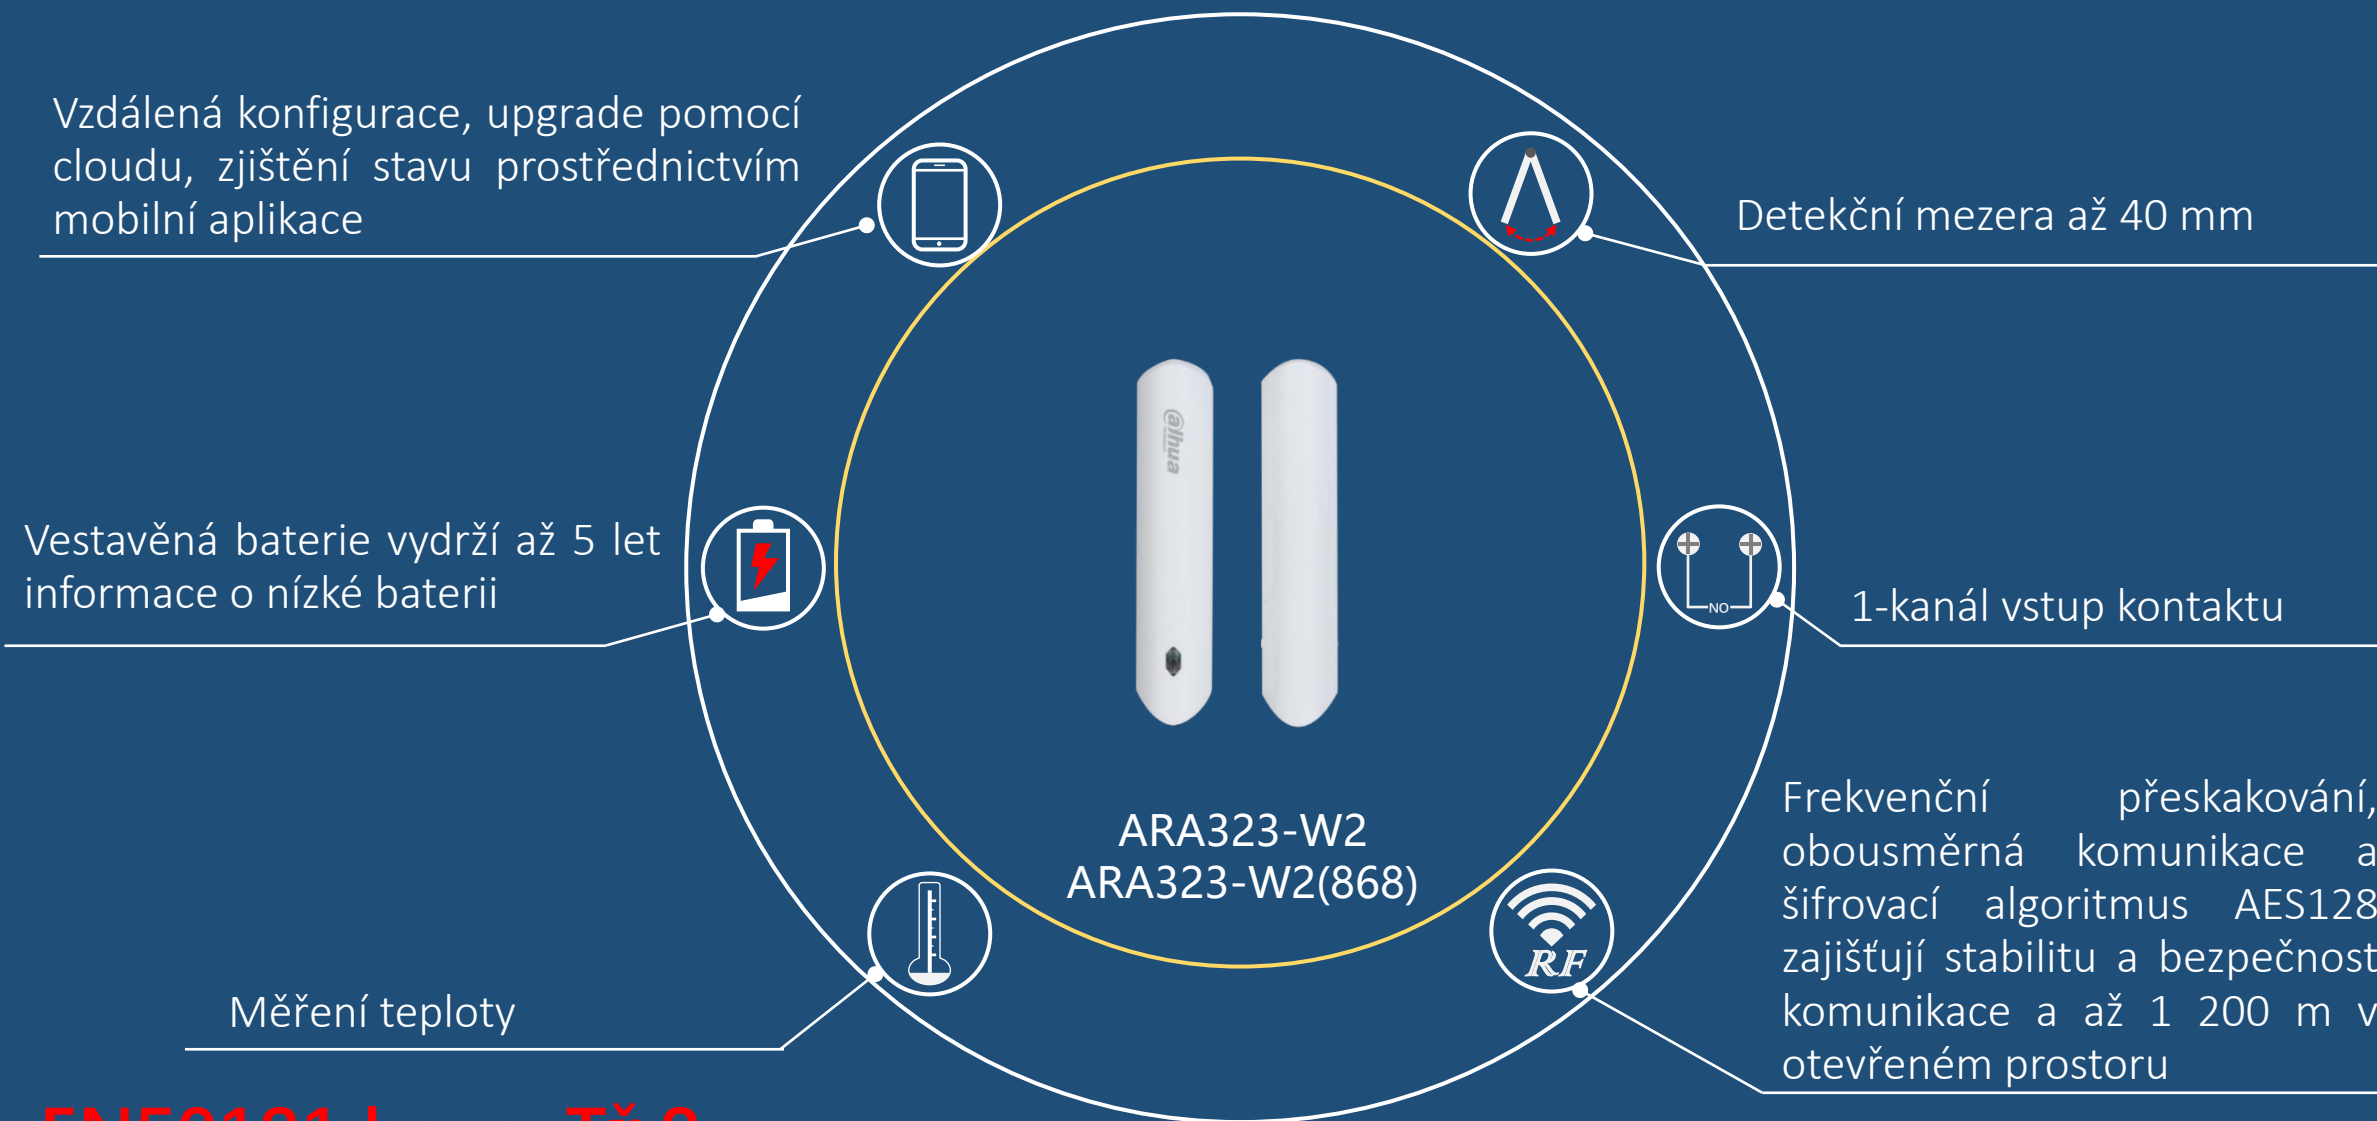 Vzdálená konfigurace, upgrade pomocí
cloudu, zjištění stavu prostřednictvím
mobilní aplikace
Detekční mezera až 40 mm
alhua
Vestavěná baterie vydrží až 5 let
informace o nízké baterii
NO
1-kanál vstup kontaktu
ARA323-W2
ARA323-W2(868)
Frekvenční přeskakování,
obousměrná komunikace a
šifrovací algoritmus AES128
zajišťují stabilitu a bezpečnost
komunikace a až 1 200 m v
otevřeném prostoru
RF
Měření teploty